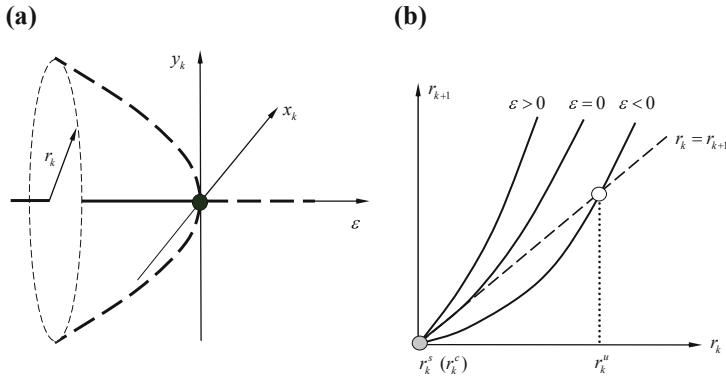 (a)
y_k
x_k
r_k
ε
(b)
r_{k+1}
ε>0
ε=0
ε<0
r_k = r_{k+1}
r_k^s (r_k^c)
r_k^u
r_k